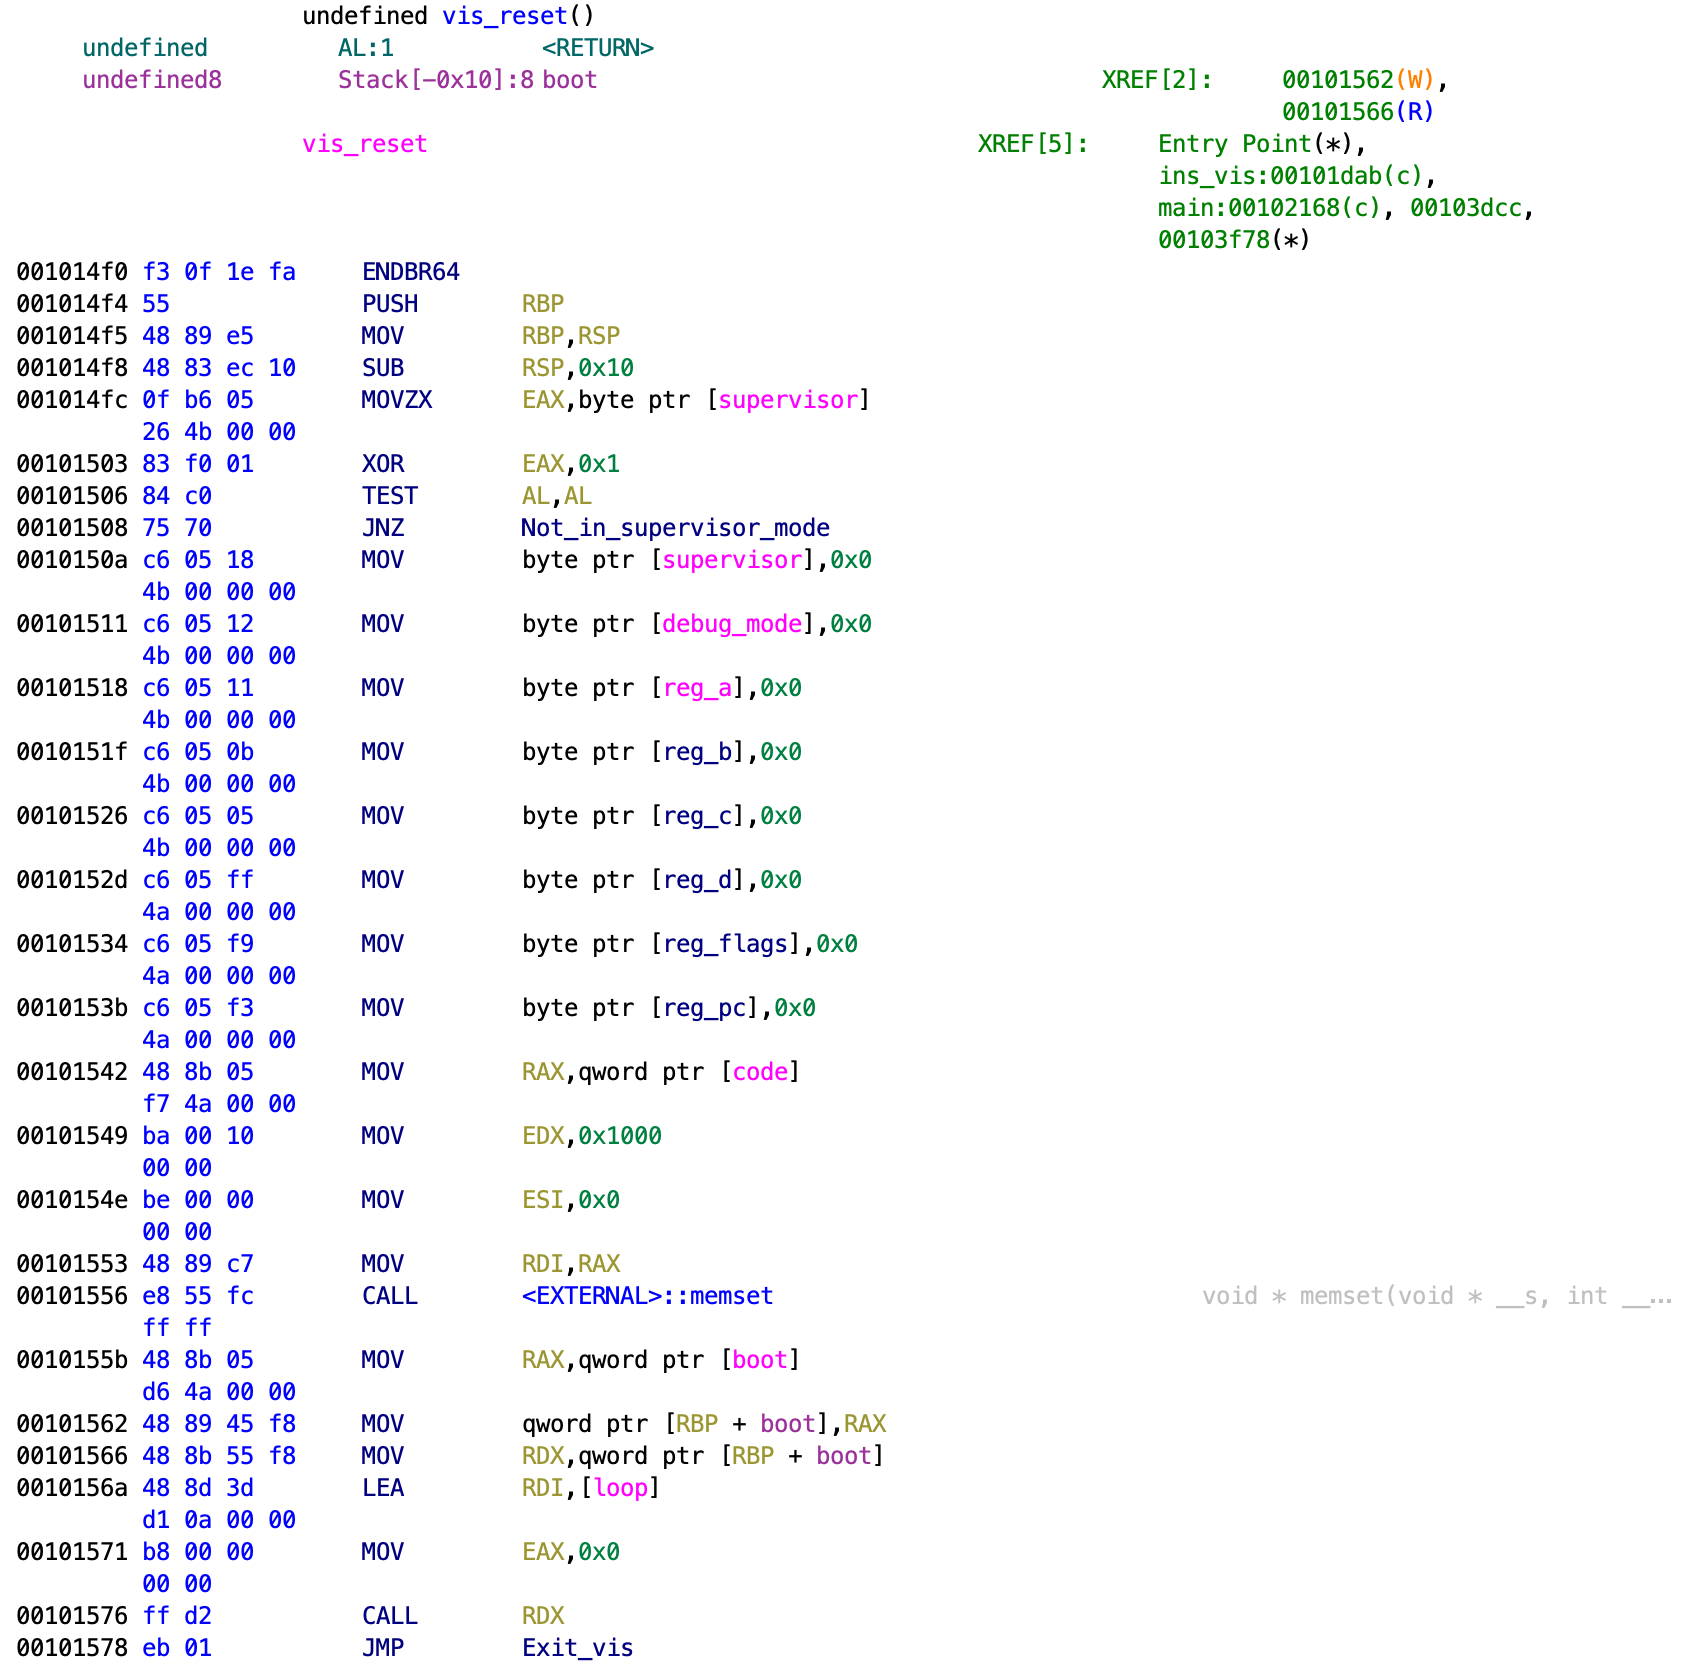 undefined vis_reset()
undefined AL:1 <RETURN>
undefined8 Stack[-0x10]:8 boot XREF[2]: 00101562(W),
00101566(R)
vis_reset XREF[5]: Entry Point(*),
ins_vis:00101dab(c),
main:00102168(c), 00103dcc,
00103f78(*)
001014f0 f3 0f 1e fa ENDBR64
001014f4 55 PUSH RBP
001014f5 48 89 e5 MOV RBP,RSP
001014f8 48 83 ec 10 SUB RSP,0x10
001014fc 0f b6 05 MOVZX EAX,byte ptr [supervisor]
26 4b 00 00
00101503 83 f0 01 XOR EAX,0x1
00101506 84 c0 TEST AL,AL
00101508 75 70 JNZ Not_in_supervisor_mode
0010150a c6 05 18 MOV byte ptr [supervisor],0x0
4b 00 00 00
00101511 c6 05 12 MOV byte ptr [debug_mode],0x0
4b 00 00 00
00101518 c6 05 11 MOV byte ptr [reg_a],0x0
4b 00 00 00
0010151f c6 05 0b MOV byte ptr [reg_b],0x0
4b 00 00 00
00101526 c6 05 05 MOV byte ptr [reg_c],0x0
4b 00 00 00
0010152d c6 05 ff MOV byte ptr [reg_d],0x0
4a 00 00 00
00101534 c6 05 f9 MOV byte ptr [reg_flags],0x0
4a 00 00 00
0010153b c6 05 f3 MOV byte ptr [reg_pc],0x0
4a 00 00 00
00101542 48 8b 05 MOV RAX,qword ptr [code]
f7 4a 00 00
00101549 ba 00 10 MOV EDX,0x1000
00 00
0010154e be 00 00 MOV ESI,0x0
00 00
00101553 48 89 c7 MOV RDI,RAX
00101556 e8 55 fc CALL <EXTERNAL>::memset void * memset(void * __s, int __...
ff ff
0010155b 48 8b 05 MOV RAX,qword ptr [boot]
d6 4a 00 00
00101562 48 89 45 f8 MOV qword ptr [RBP + boot],RAX
00101566 48 8b 55 f8 MOV RDX,qword ptr [RBP + boot]
0010156a 48 8d 3d LEA RDI,[loop]
d1 0a 00 00
00101571 b8 00 00 MOV EAX,0x0
00 00
00101576 ff d2 CALL RDX
00101578 eb 01 JMP Exit_vis